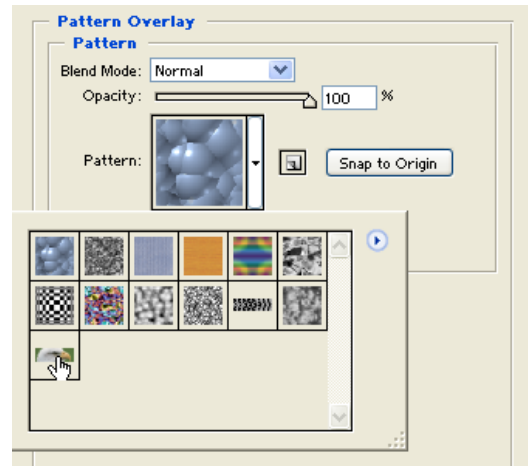 Pattern Overlay
Pattern
Blend Mode: Normal
Opacity: 100 %
Pattern: Snap to Origin